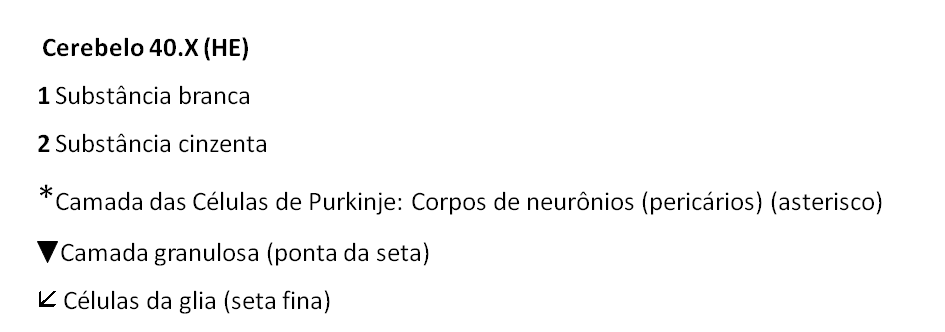 Cerebelo 40.X (HE)
1 Substância branca
2 Substância cinzenta
*Camada das Células de Purkinje: Corpos de neurônios (pericários) (asterisco)
▼Camada granulosa (ponta da seta)
↙ Células da glia (seta fina)